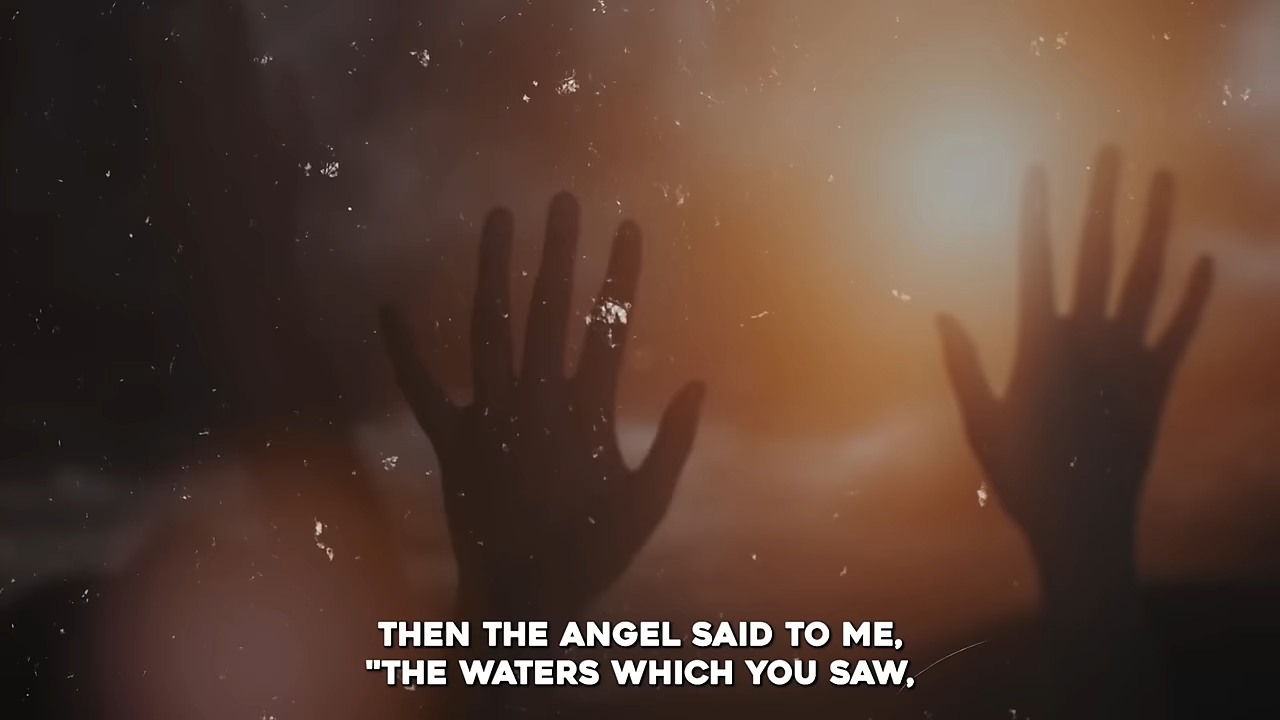 THEN THE ANGEL SAID TO ME,
"THE WATERS WHICH YOU SAW,